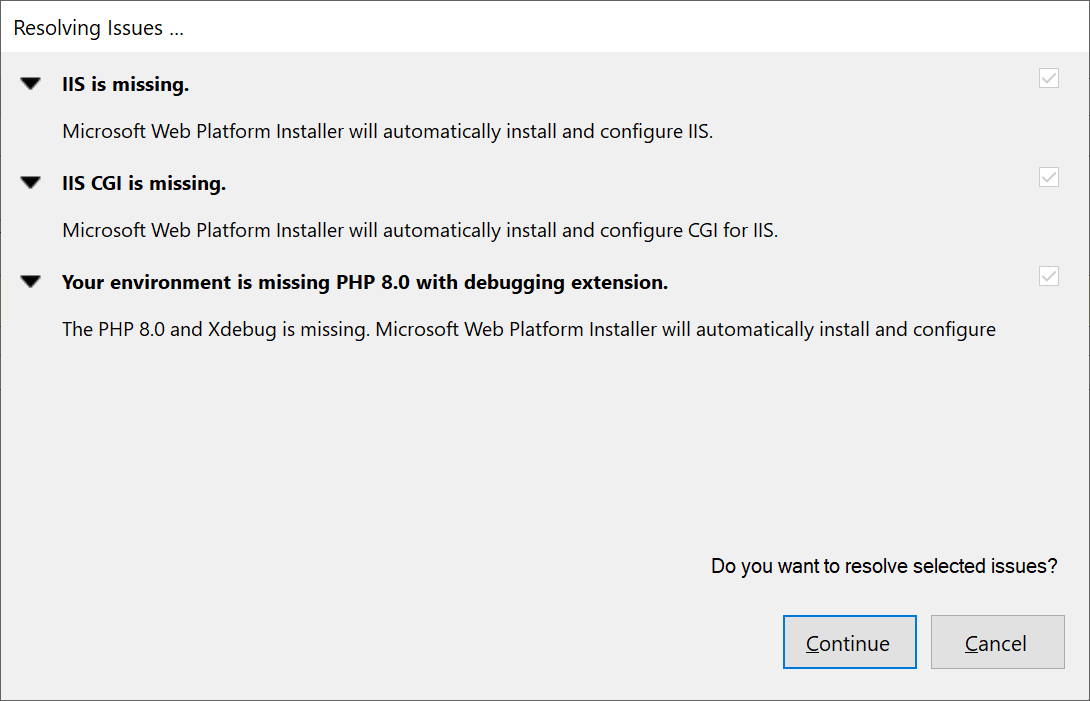 Resolving Issues ...
IIS is missing.
Microsoft Web Platform Installer will automatically install and configure IIS.
IIS CGI is missing.
Microsoft Web Platform Installer will automatically install and configure CGI for IIS.
Your environment is missing PHP 8.0 with debugging extension.
The PHP 8.0 and Xdebug is missing. Microsoft Web Platform Installer will automatically install and configure
Do you want to resolve selected issues?
Continue Cancel